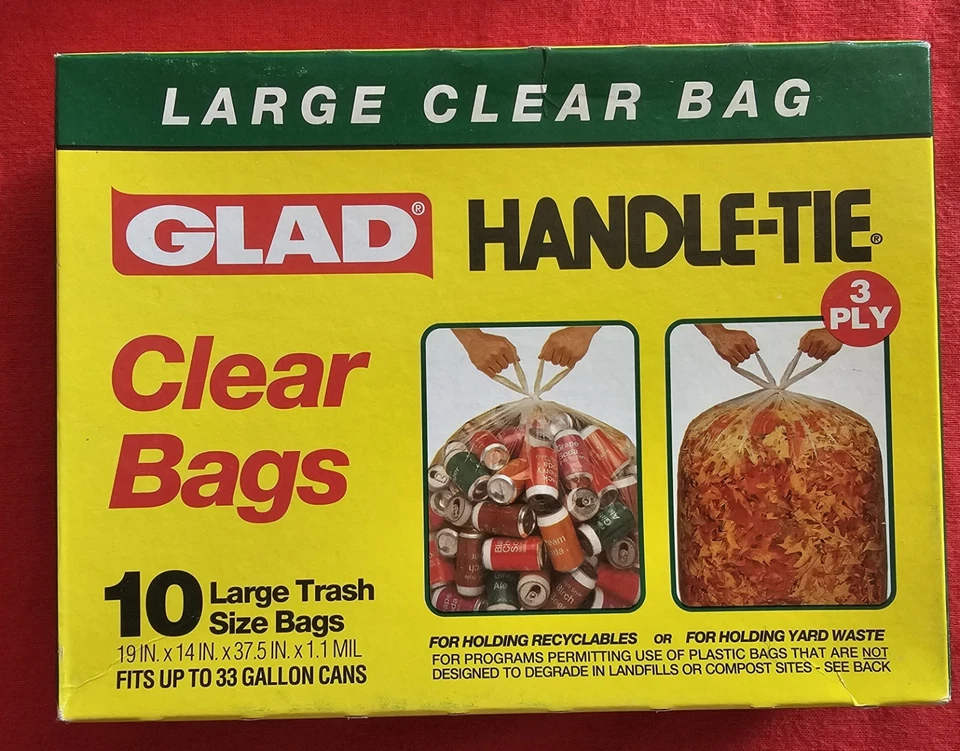 LARGE CLEAR BAG
GLAD®
HANDLE-TIE®
3
PLY
Clear
Bags
10 Large Trash
Size Bags
19 IN. x 14 IN. x 37.5 IN. x 1.1 MIL
FITS UP TO 33 GALLON CANS
Grape
Soda
Ale
FOR HOLDING RECYCLABLES OR FOR HOLDING YARD WASTE
FOR PROGRAMS PERMITTING USE OF PLASTIC BAGS THAT ARE NOT
DESIGNED TO DEGRADE IN LANDFILLS OR COMPOST SITES - SEE BACK